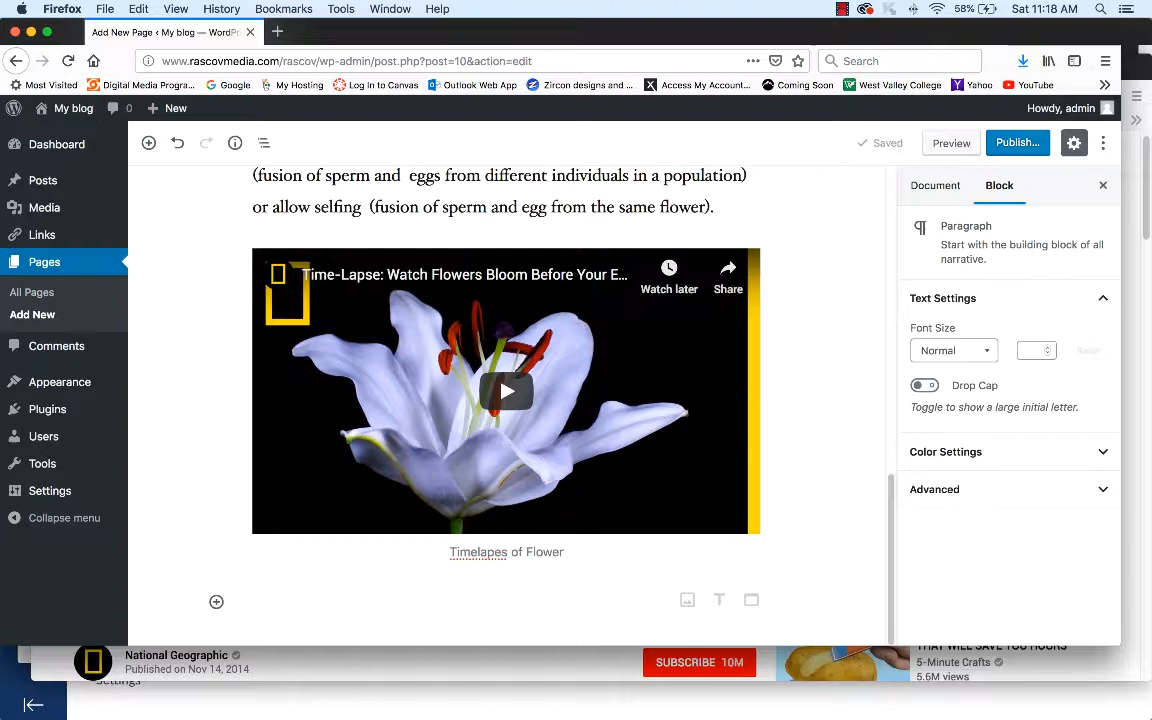 Firefox File Edit View History Bookmarks Tools Window Help 58% Sat 11:18 AM
Add New Page ‹ My blog — WordPr
www.rascovmedia.com/rascov/wp-admin/post.php?post=10&action=edit Search
Most Visited Digital Media Progra... Google My Hosting Log In to Canvas Outlook Web App Zircon designs and ... Access My Account... Coming Soon West Valley College Yahoo YouTube
My blog 0 New Howdy, admin
Dashboard
Posts
Media
Links
Pages
All Pages
Add New
Comments
Appearance
Plugins
Users
Tools
Settings
Collapse menu
Saved Preview Publish...
(fusion of sperm and eggs from different individuals in a population)
or allow selfing (fusion of sperm and egg from the same flower).
Time-Lapse: Watch Flowers Bloom Before Your E...
Watch later Share
Timelapes of Flower
Document Block
Paragraph
Start with the building block of all
narrative.
Text Settings
Font Size
Normal
Reset
Drop Cap
Toggle to show a large initial letter.
Color Settings
Advanced
National Geographic
Published on Nov 14, 2014
SUBSCRIBE 10M
THAT WILL SAVE YOU HOURS
5-Minute Crafts
5.6M views
Settings